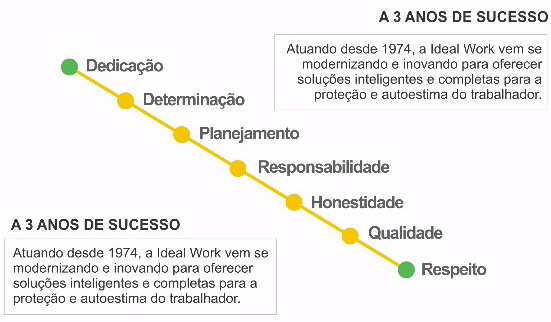 A 3 ANOS DE SUCESSO
Atuando desde 1974, a Ideal Work vem se
modernizando e inovando para oferecer
soluções inteligentes e completas para a
proteção e autoestima do trabalhador.
Dedicação
Determinação
Planejamento
Responsabilidade
Honestidade
Qualidade
Respeito
A 3 ANOS DE SUCESSO
Atuando desde 1974, a Ideal Work vem se
modernizando e inovando para oferecer
soluções inteligentes e completas para a
proteção e autoestima do trabalhador.